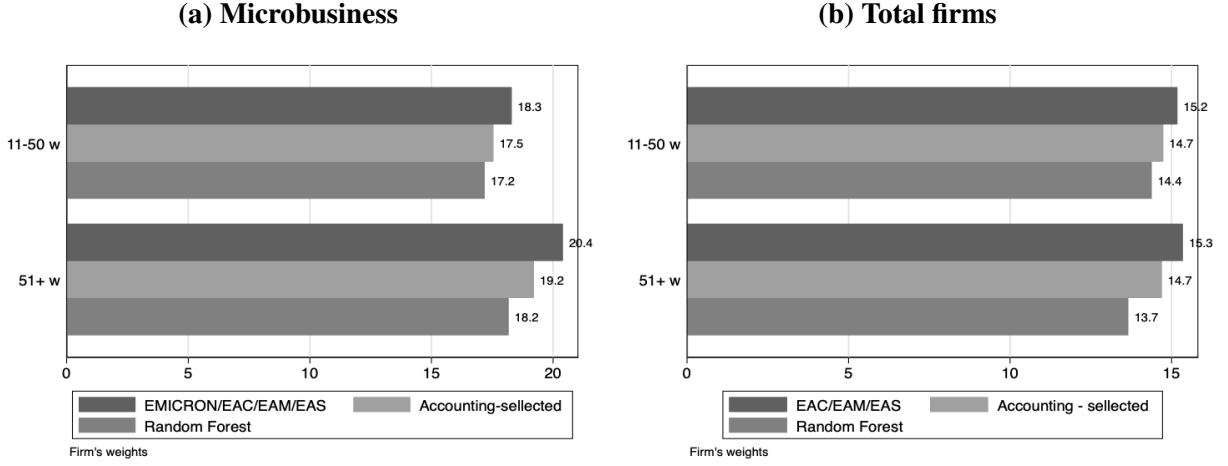 (a) Microbusiness
11-50 w
18.3
17.5
17.2
51+ w
20.4
19.2
18.2
0 5 10 15 20
EMICRON/EAC/EAM/EAS Accounting-sellected
Random Forest
Firm's weights
(b) Total firms
11-50 w
15.2
14.7
14.4
51+ w
15.3
14.7
13.7
0 5 10 15
EAC/EAM/EAS Accounting - sellected
Random Forest
Firm's weights